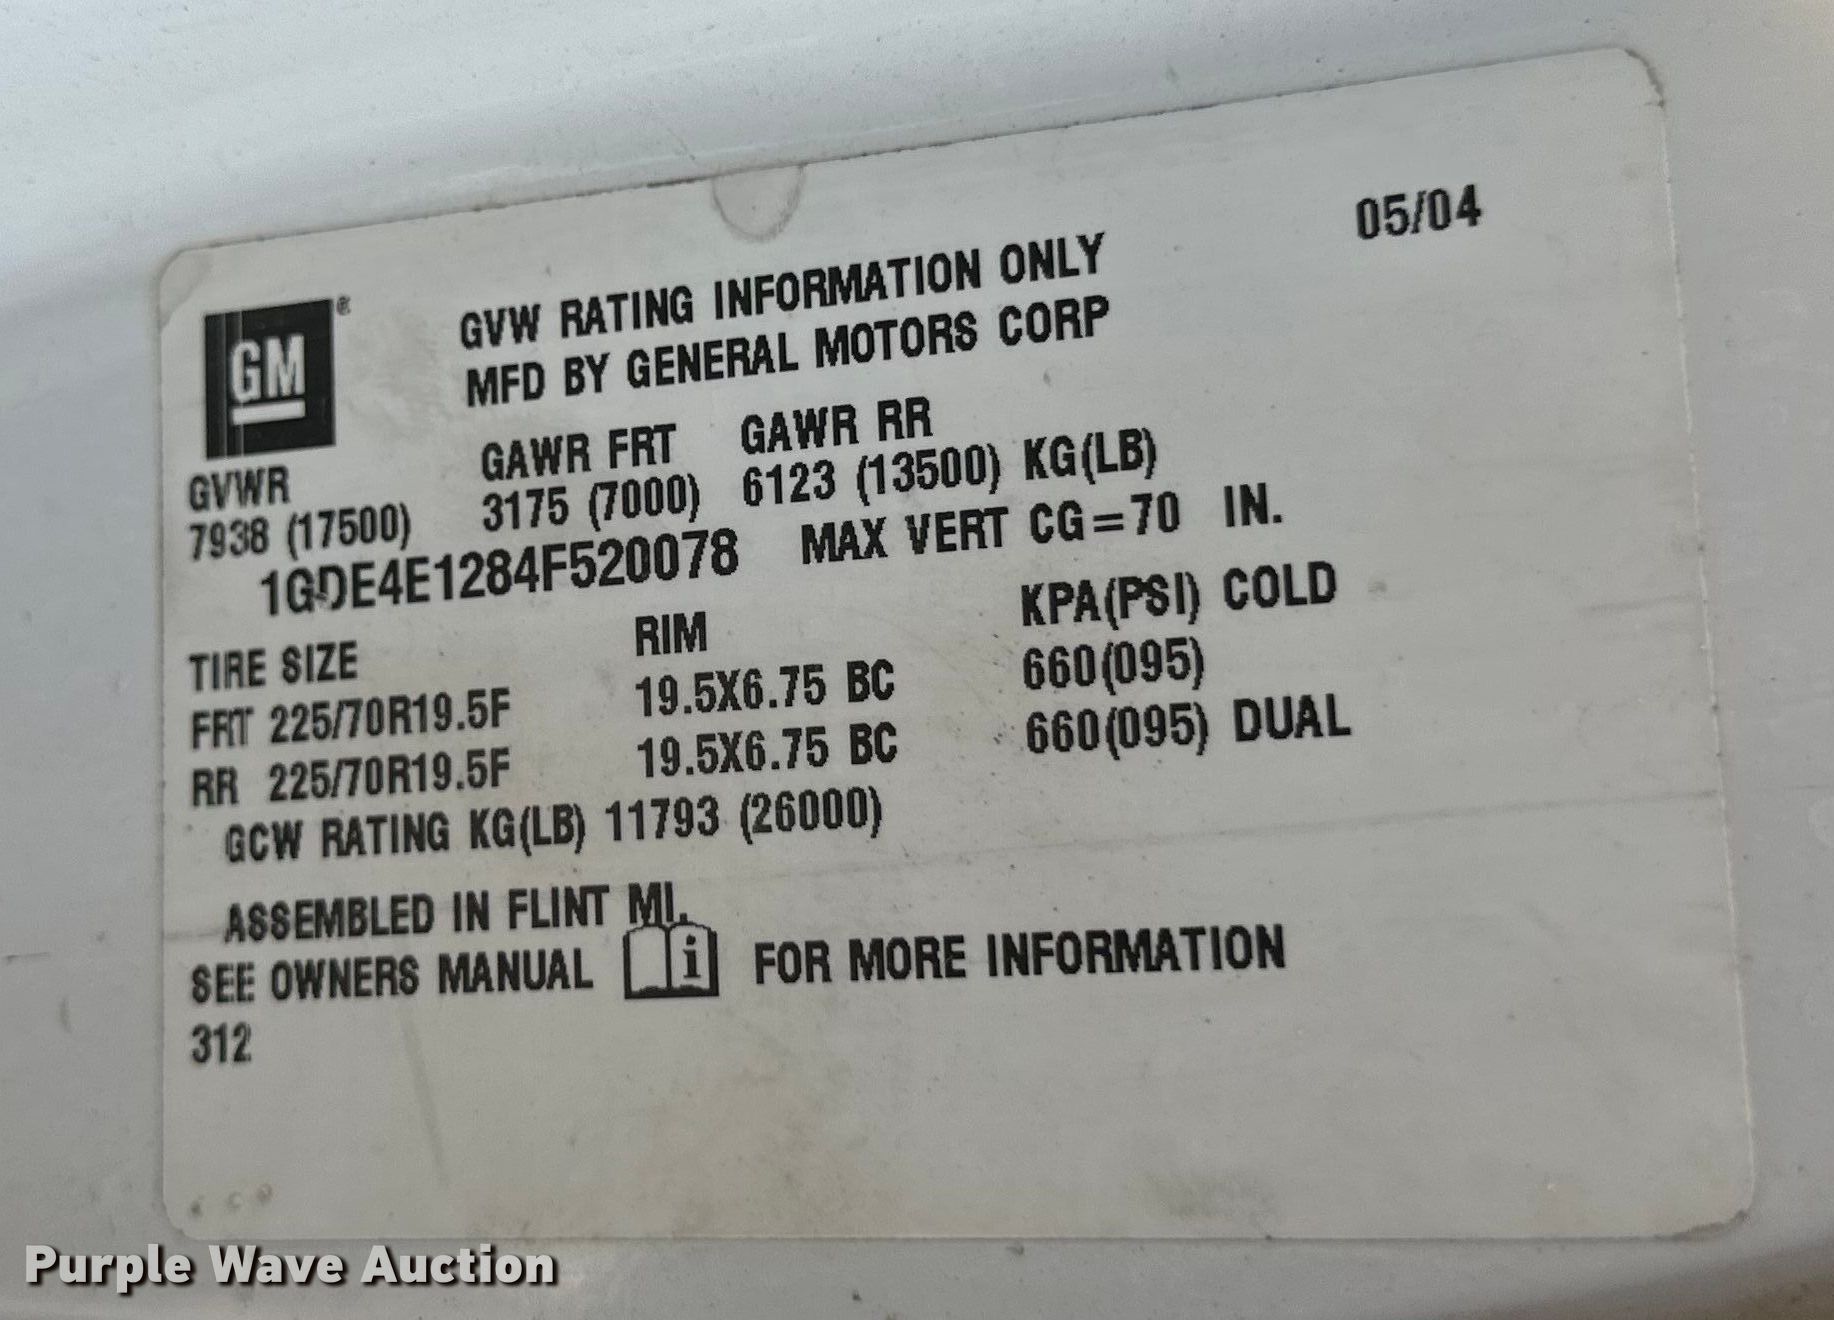 05/04
GM ®
GVW RATING INFORMATION ONLY
MFD BY GENERAL MOTORS CORP
GVWR GAWR FRT GAWR RR
7938 (17500) 3175 (7000) 6123 (13500) KG(LB)
1GDE4E1284F520078 MAX VERT CG=70 IN.
TIRE SIZE RIM KPA(PSI) COLD
FRT 225/70R19.5F 19.5X6.75 BC 660(095)
RR 225/70R19.5F 19.5X6.75 BC 660(095) DUAL
GCW RATING KG(LB) 11793 (26000)
ASSEMBLED IN FLINT MI.
SEE OWNERS MANUAL i FOR MORE INFORMATION
312
Purple Wave Auction